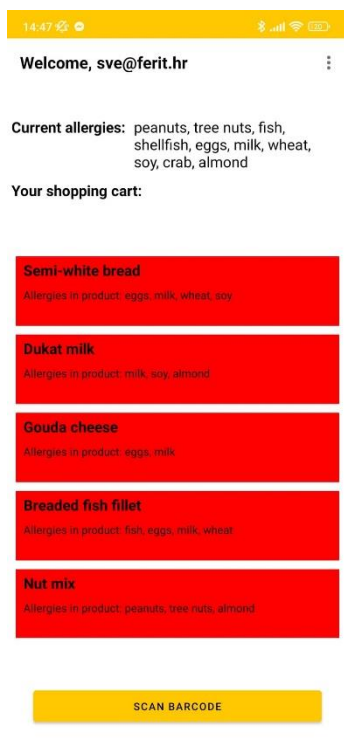 14:47
Welcome, sve@ferit.hr
Current allergies: peanuts, tree nuts, fish,
shellfish, eggs, milk, wheat,
soy, crab, almond
Your shopping cart:
Semi-white bread
Allergies in product: eggs, milk, wheat, soy
Dukat milk
Allergies in product: milk, soy, almond
Gouda cheese
Allergies in product: eggs, milk
Breaded fish fillet
Allergies in product: fish, eggs, milk, wheat
Nut mix
Allergies in product: peanuts, tree nuts, almond
SCAN BARCODE